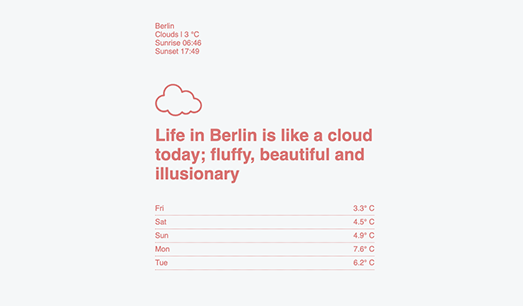 Berlin
Clouds | 3 °C
Sunrise 06:46
Sunset 17:49
Life in Berlin is like a cloud
today; fluffy, beautiful and
illusionary
Fri 3.3° C
Sat 4.5° C
Sun 4.9° C
Mon 7.6° C
Tue 6.2° C